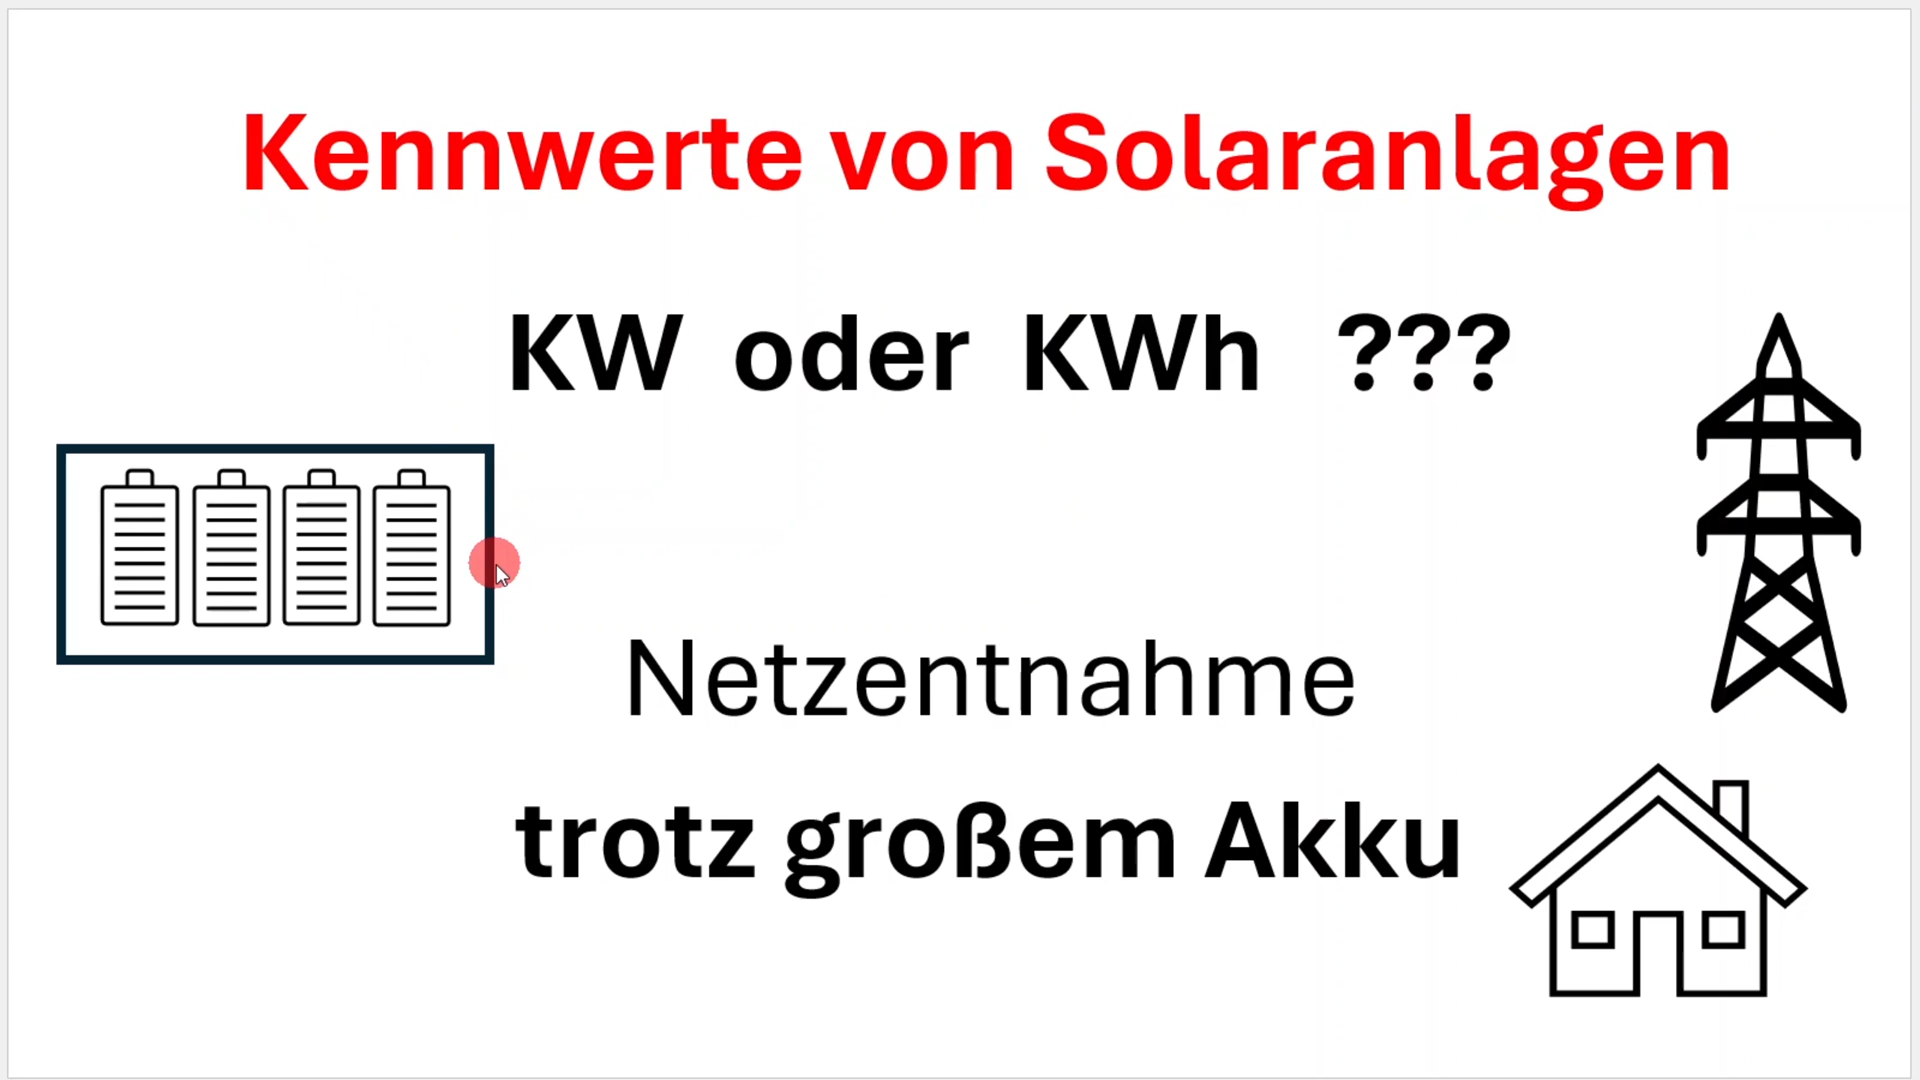 Kennwerte von Solaranlagen
KW oder KWh ???
Netzentnahme
trotz großem Akku